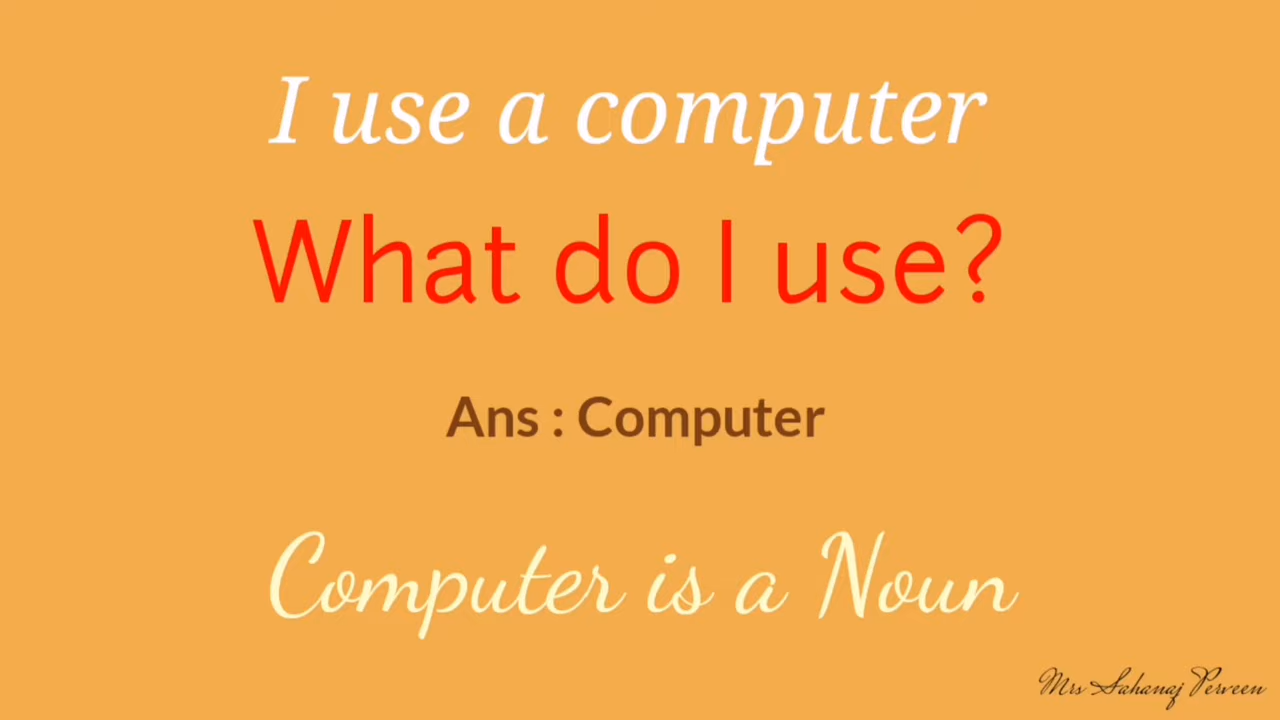 I use a computer
What do I use?
Ans : Computer
Computer is a Noun
Mrs Sahanaj Perveen